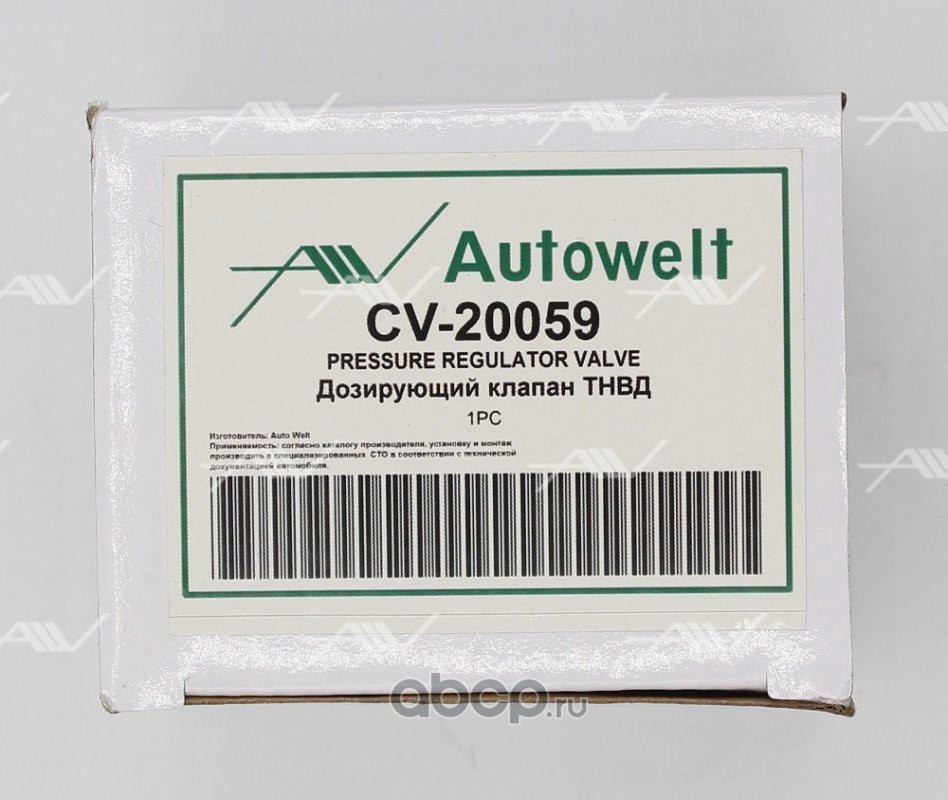 Autowelt
CV-20059
PRESSURE REGULATOR VALVE
Дозирующий клапан ТНВД
1PC
Изготовитель: Auto Welt
Применяемость: согласно каталогу производителя, установку и монтаж
производить в специализированных СТО в соответствии с технической
документацией автомобиля.
abcp.ru